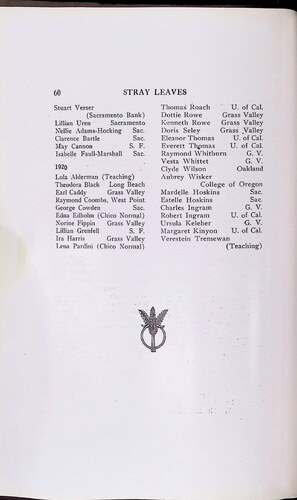 60 STRAY LEAVES
Stuart Verser
(Sacramento Bank)
Lillian Uren Sacramento
Nellie Adams-Hocking Sac.
Clarence Bartle Sac.
May Cannon S. F.
Isabelle Faull-Marshall Sac.
1920
Lola Alderman (Teaching)
Theodora Black Long Beach
Earl Caddy Grass Valley
Raymond Coombs, West Point
George Cowden Sac.
Edna Edholm (Chico Normal)
Norine Fippin Grass Valley
Lillian Grenfell S. F.
Ira Harris Grass Valley
Lena Pardini (Chico Normal)
Thomas Roach U. of Cal.
Dottie Rowe Grass Valley
Kenneth Rowe Grass Valley
Doris Seley Grass Valley
Eleanor Thomas U. of Cal.
Everett Thomas U. of Cal.
Raymond Whitburn G. V.
Vesta Whittet G. V.
Clyde Wilson Oakland
Aubrey Wisker
College of Oregon
Mardelle Hoskins Sac.
Estelle Hoskins Sac.
Charles Ingram G. V.
Robert Ingram U. of Cal.
Ursula Keleher G. V.
Margaret Kinyon U. of Cal.
Verestein Tremewan
(Teaching)